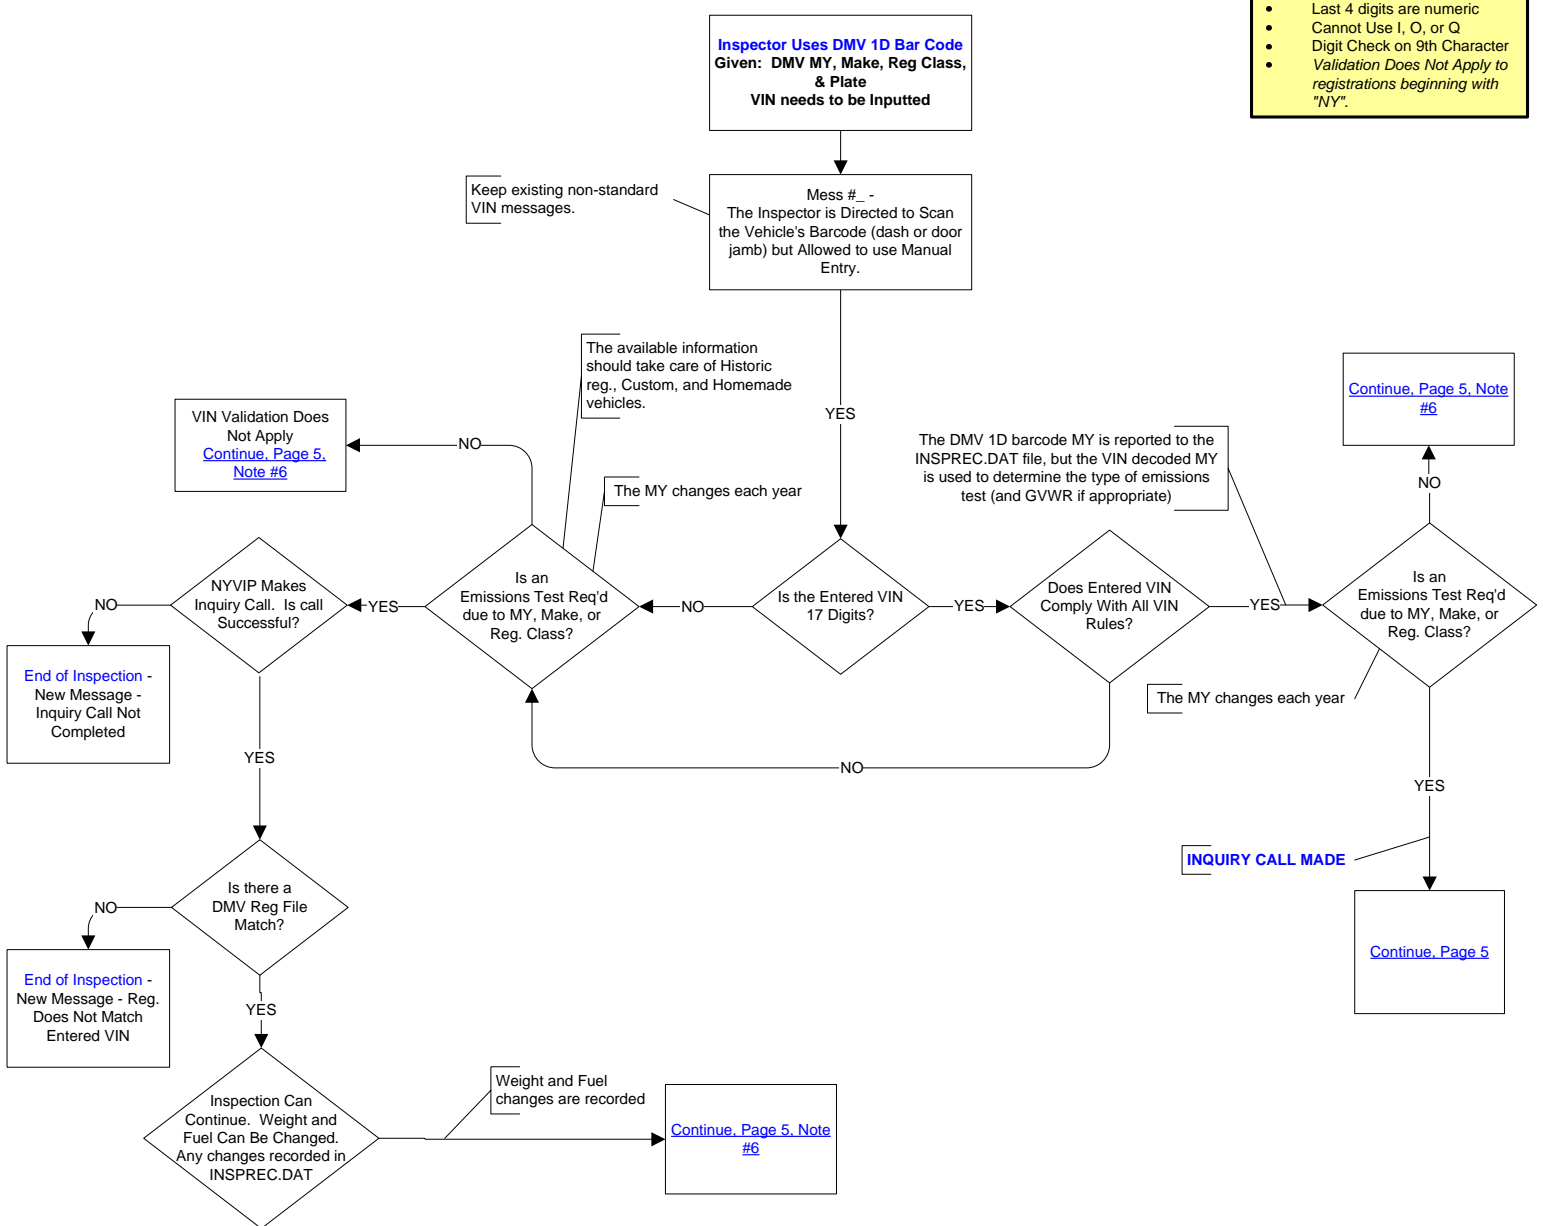 • Last 4 digits are numeric
• Cannot Use I, O, or Q
• Digit Check on 9th Character
• Validation Does Not Apply to
registrations beginning with
"NY".
Inspector Uses DMV 1D Bar Code
Given:  DMV MY, Make, Reg Class,
& Plate
VIN needs to be Inputted
Keep existing non-standard
VIN messages.
Mess #_ -
The Inspector is Directed to Scan
the Vehicle's Barcode (dash or door
jamb) but Allowed to use Manual
Entry.
The available information
should take care of Historic
reg., Custom, and Homemade
vehicles.
YES
VIN Validation Does
Not Apply
Continue, Page 5,
Note #6
NO
The MY changes each year
The DMV 1D barcode MY is reported to the
INSPREC.DAT file, but the VIN decoded MY
is used to determine the type of emissions
test (and GVWR if appropriate)
Continue, Page 5, Note
#6
NO
NYVIP Makes
Inquiry Call.  Is call
Successful?
YES
Is an
Emissions Test Req'd
due to MY, Make, or
Reg. Class?
NO
Is the Entered VIN
17 Digits?
YES
Does Entered VIN
Comply With All VIN
Rules?
YES
Is an
Emissions Test Req'd
due to MY, Make, or
Reg. Class?
NO
End of Inspection -
New Message -
Inquiry Call Not
Completed
The MY changes each year
YES
NO
YES
INQUIRY CALL MADE
Continue, Page 5
Is there a
DMV Reg File
Match?
NO
End of Inspection -
New Message - Reg.
Does Not Match
Entered VIN
YES
Inspection Can
Continue.  Weight and
Fuel Can Be Changed.
Any changes recorded in
INSPREC.DAT
Weight and Fuel
changes are recorded
Continue, Page 5, Note
#6